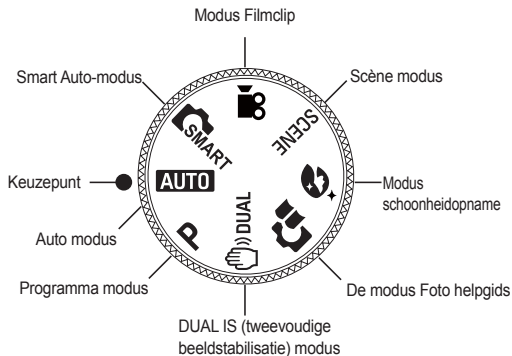 Modus Filmclip
Smart Auto-modus
Scène modus
SMART
SCENE
Keuzepunt
AUTO
Modus
schoonheidopname
DUAL
P
Auto modus
Programma modus
De modus Foto helpgids
DUAL IS (tweevoudige
beeldstabilisatie) modus